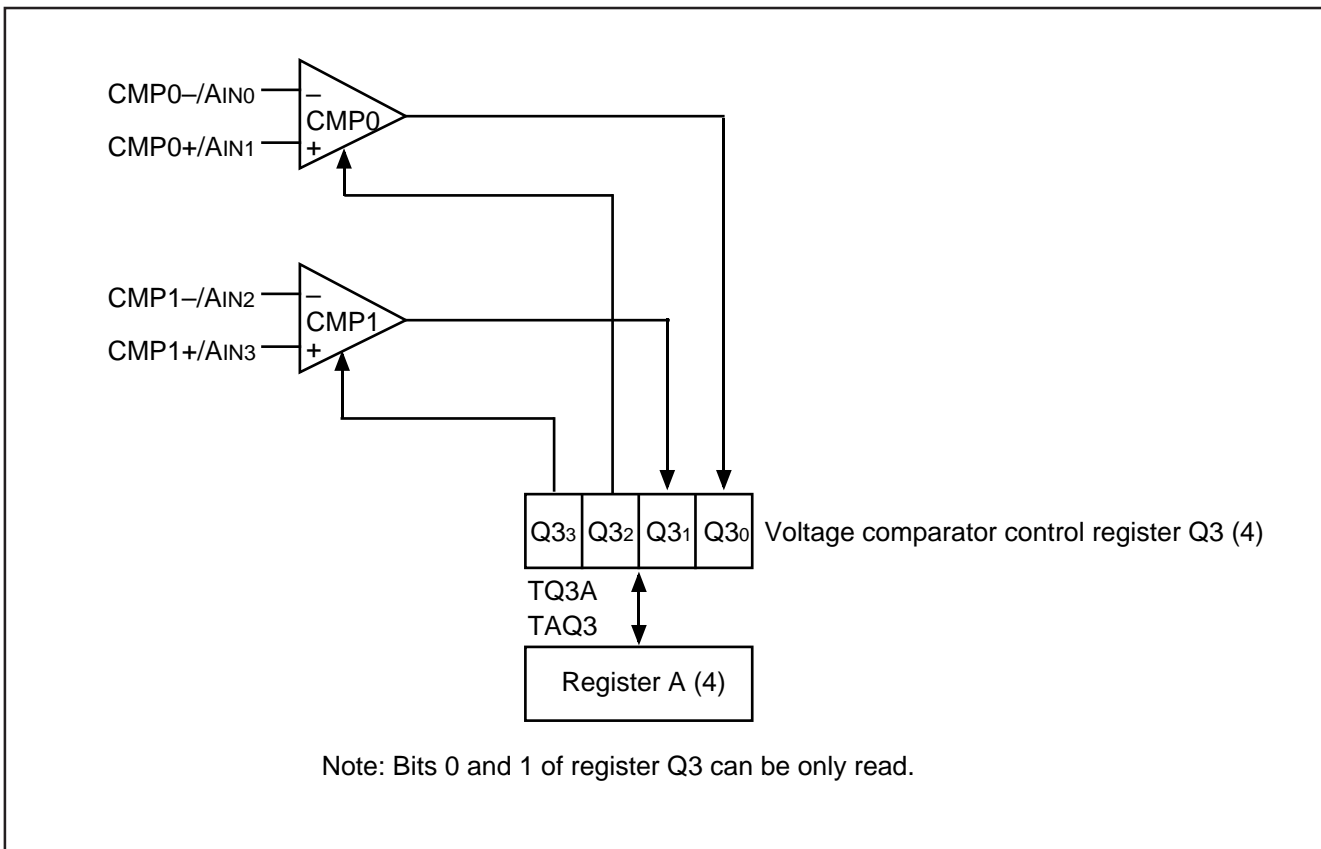 CMP0–/AIN0
–
CMP0
CMP0+/AIN1
+
CMP1–/AIN2
–
CMP1
CMP1+/AIN3
+
Q33 Q32 Q31 Q30 Voltage comparator control register Q3 (4)
TQ3A
TAQ3
Register A (4)
Note: Bits 0 and 1 of register Q3 can be only read.